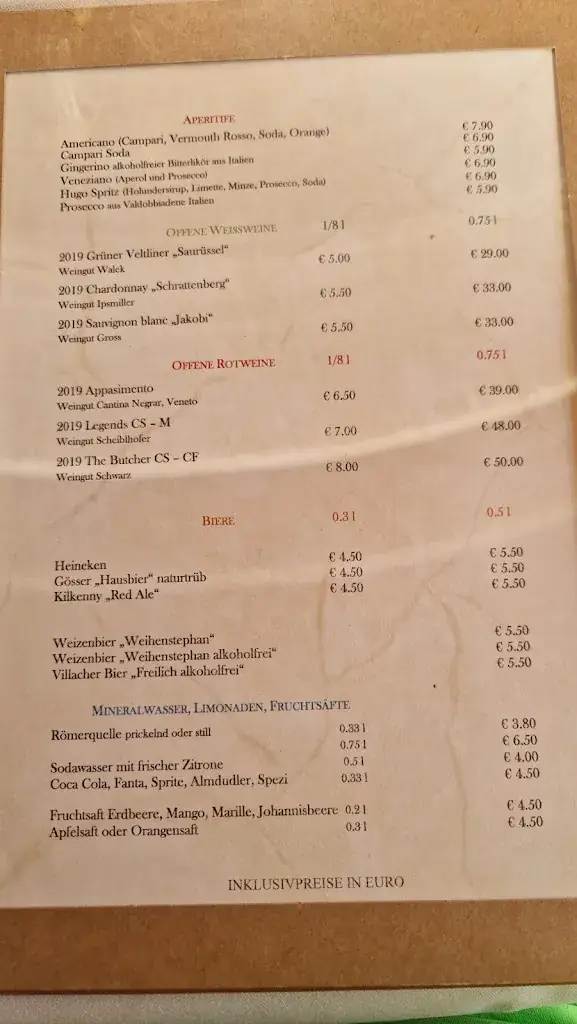 APERITIFE
Americano (Campari, Vermouth Rosso, Soda, Orange) € 7.90
Campari Soda € 6.90
Gingerino alkoholfreier Bitterlikör aus Italien € 5.90
Veneziano (Aperol und Prosecco) € 6.90
Hugo Spritz (Holundersirup, Limette, Minze, Prosecco, Soda) € 6.90
Prosecco aus Valdobbiadene Italien € 5.90
OFFENE WEISSWEINE 1/8 l 0.75 l
2019 Grüner Veltliner „Saurüssel“ € 5.00 € 29.00
Weingut Walek
2019 Chardonnay „Schrattenberg“ € 5.50 € 33.00
Weingut Ipsmiller
2019 Sauvignon blanc „Jakobi“ € 5.50 € 33.00
Weingut Gross
OFFENE ROTWEINE 1/8 l 0.75 l
2019 Appasimento € 6.50 € 39.00
Weingut Cantina Negrar, Veneto
2019 Legends CS – M € 7.00 € 48.00
Weingut Scheiblhofer
2019 The Butcher CS – CF € 8.00 € 50.00
Weingut Schwarz
BIERE 0.3 l 0.5 l
Heineken € 4.50 € 5.50
Gösser „Hausbier“ naturtrüb € 4.50 € 5.50
Kilkenny „Red Ale“ € 4.50 € 5.50
Weizenbier „Weihenstephan“ € 5.50
Weizenbier „Weihenstephan alkoholfrei“ € 5.50
Villacher Bier „Freilich alkoholfrei“ € 5.50
MINERALWASSER, LIMONADEN, FRUCHTSÄFTE
Römerquelle prickelnd oder still 0.33 l € 3.80
0.75 l € 6.50
Sodawasser mit frischer Zitrone 0.5 l € 4.00
Coca Cola, Fanta, Sprite, Almdudler, Spezi 0.33 l € 4.50
Fruchtsaft Erdbeere, Mango, Marille, Johannisbeere 0.2 l € 4.50
Apfelsaft oder Orangensaft 0.3 l € 4.50
INKLUSIVPREISE IN EURO